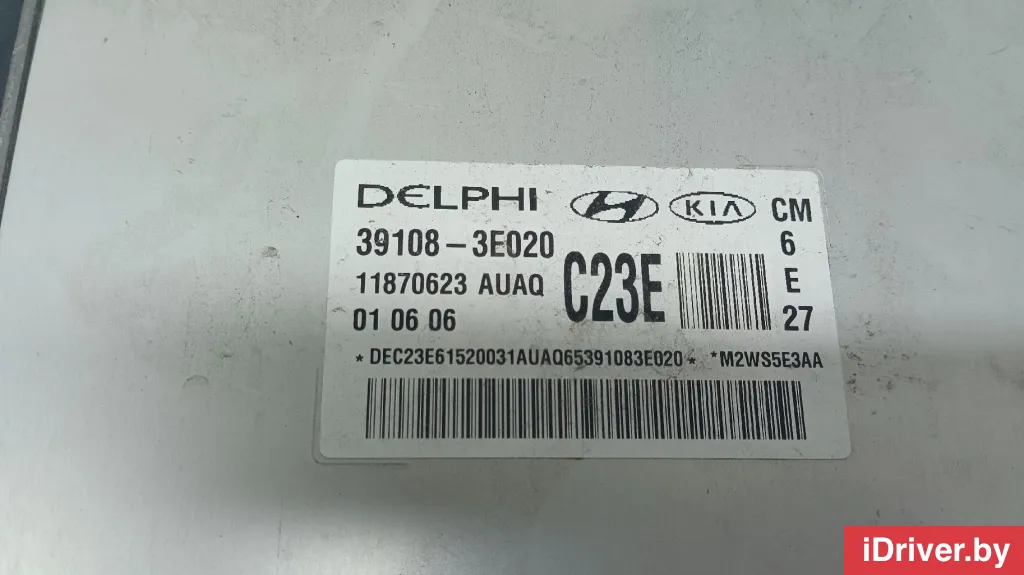 DELPHI KIA CM
39108-3E020 6
11870623 AUAQ C23E E
01 06 06 27
*DEC23E61520031AUAQ65391083E020* *M2WS5E3AA
iDriver.by